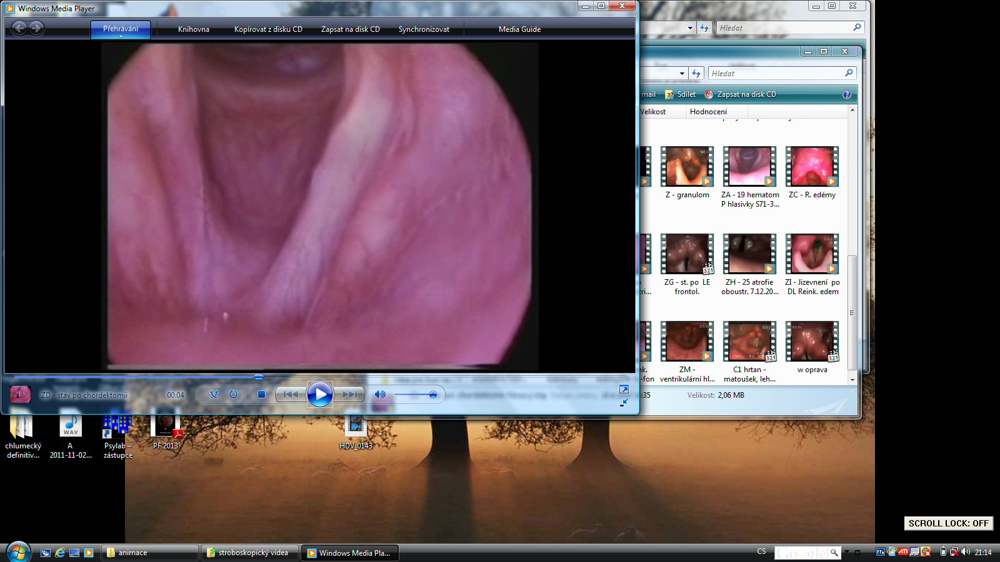 Windows Media Player
Přehrávání
Knihovna
Kopírovat z disku CD
Zapsat na disk CD
Synchronizovat
Media Guide
Hledat
Hledat
mail
Sdílet
Zapsat na disk CD
Velikost
Hodnocení
Z - granulom
ZA - 19 hematom
P hlasivky S71-3...
ZC - R. edémy
ZG - st. po LE
frontol.
ZH - 25 atrofie
oboustr. 7.12.20...
ZI - Jizevnení po
DL Reink. edem
ZM -
ventrikulární hl...
C1 hrtan -
matoušek, leh...
w oprava
Velikost: 2,06 MB
ZD - stav po chordektomii
00:04
chlumecký
definitiv...
WAV
A
2011-11-02...
Psylab –
zástupce
PF 2013
HDV_0143
SCROLL LOCK: OFF
animace
stroboskopický videa
Windows Media Pla...
CS
Google
ATI
21:14